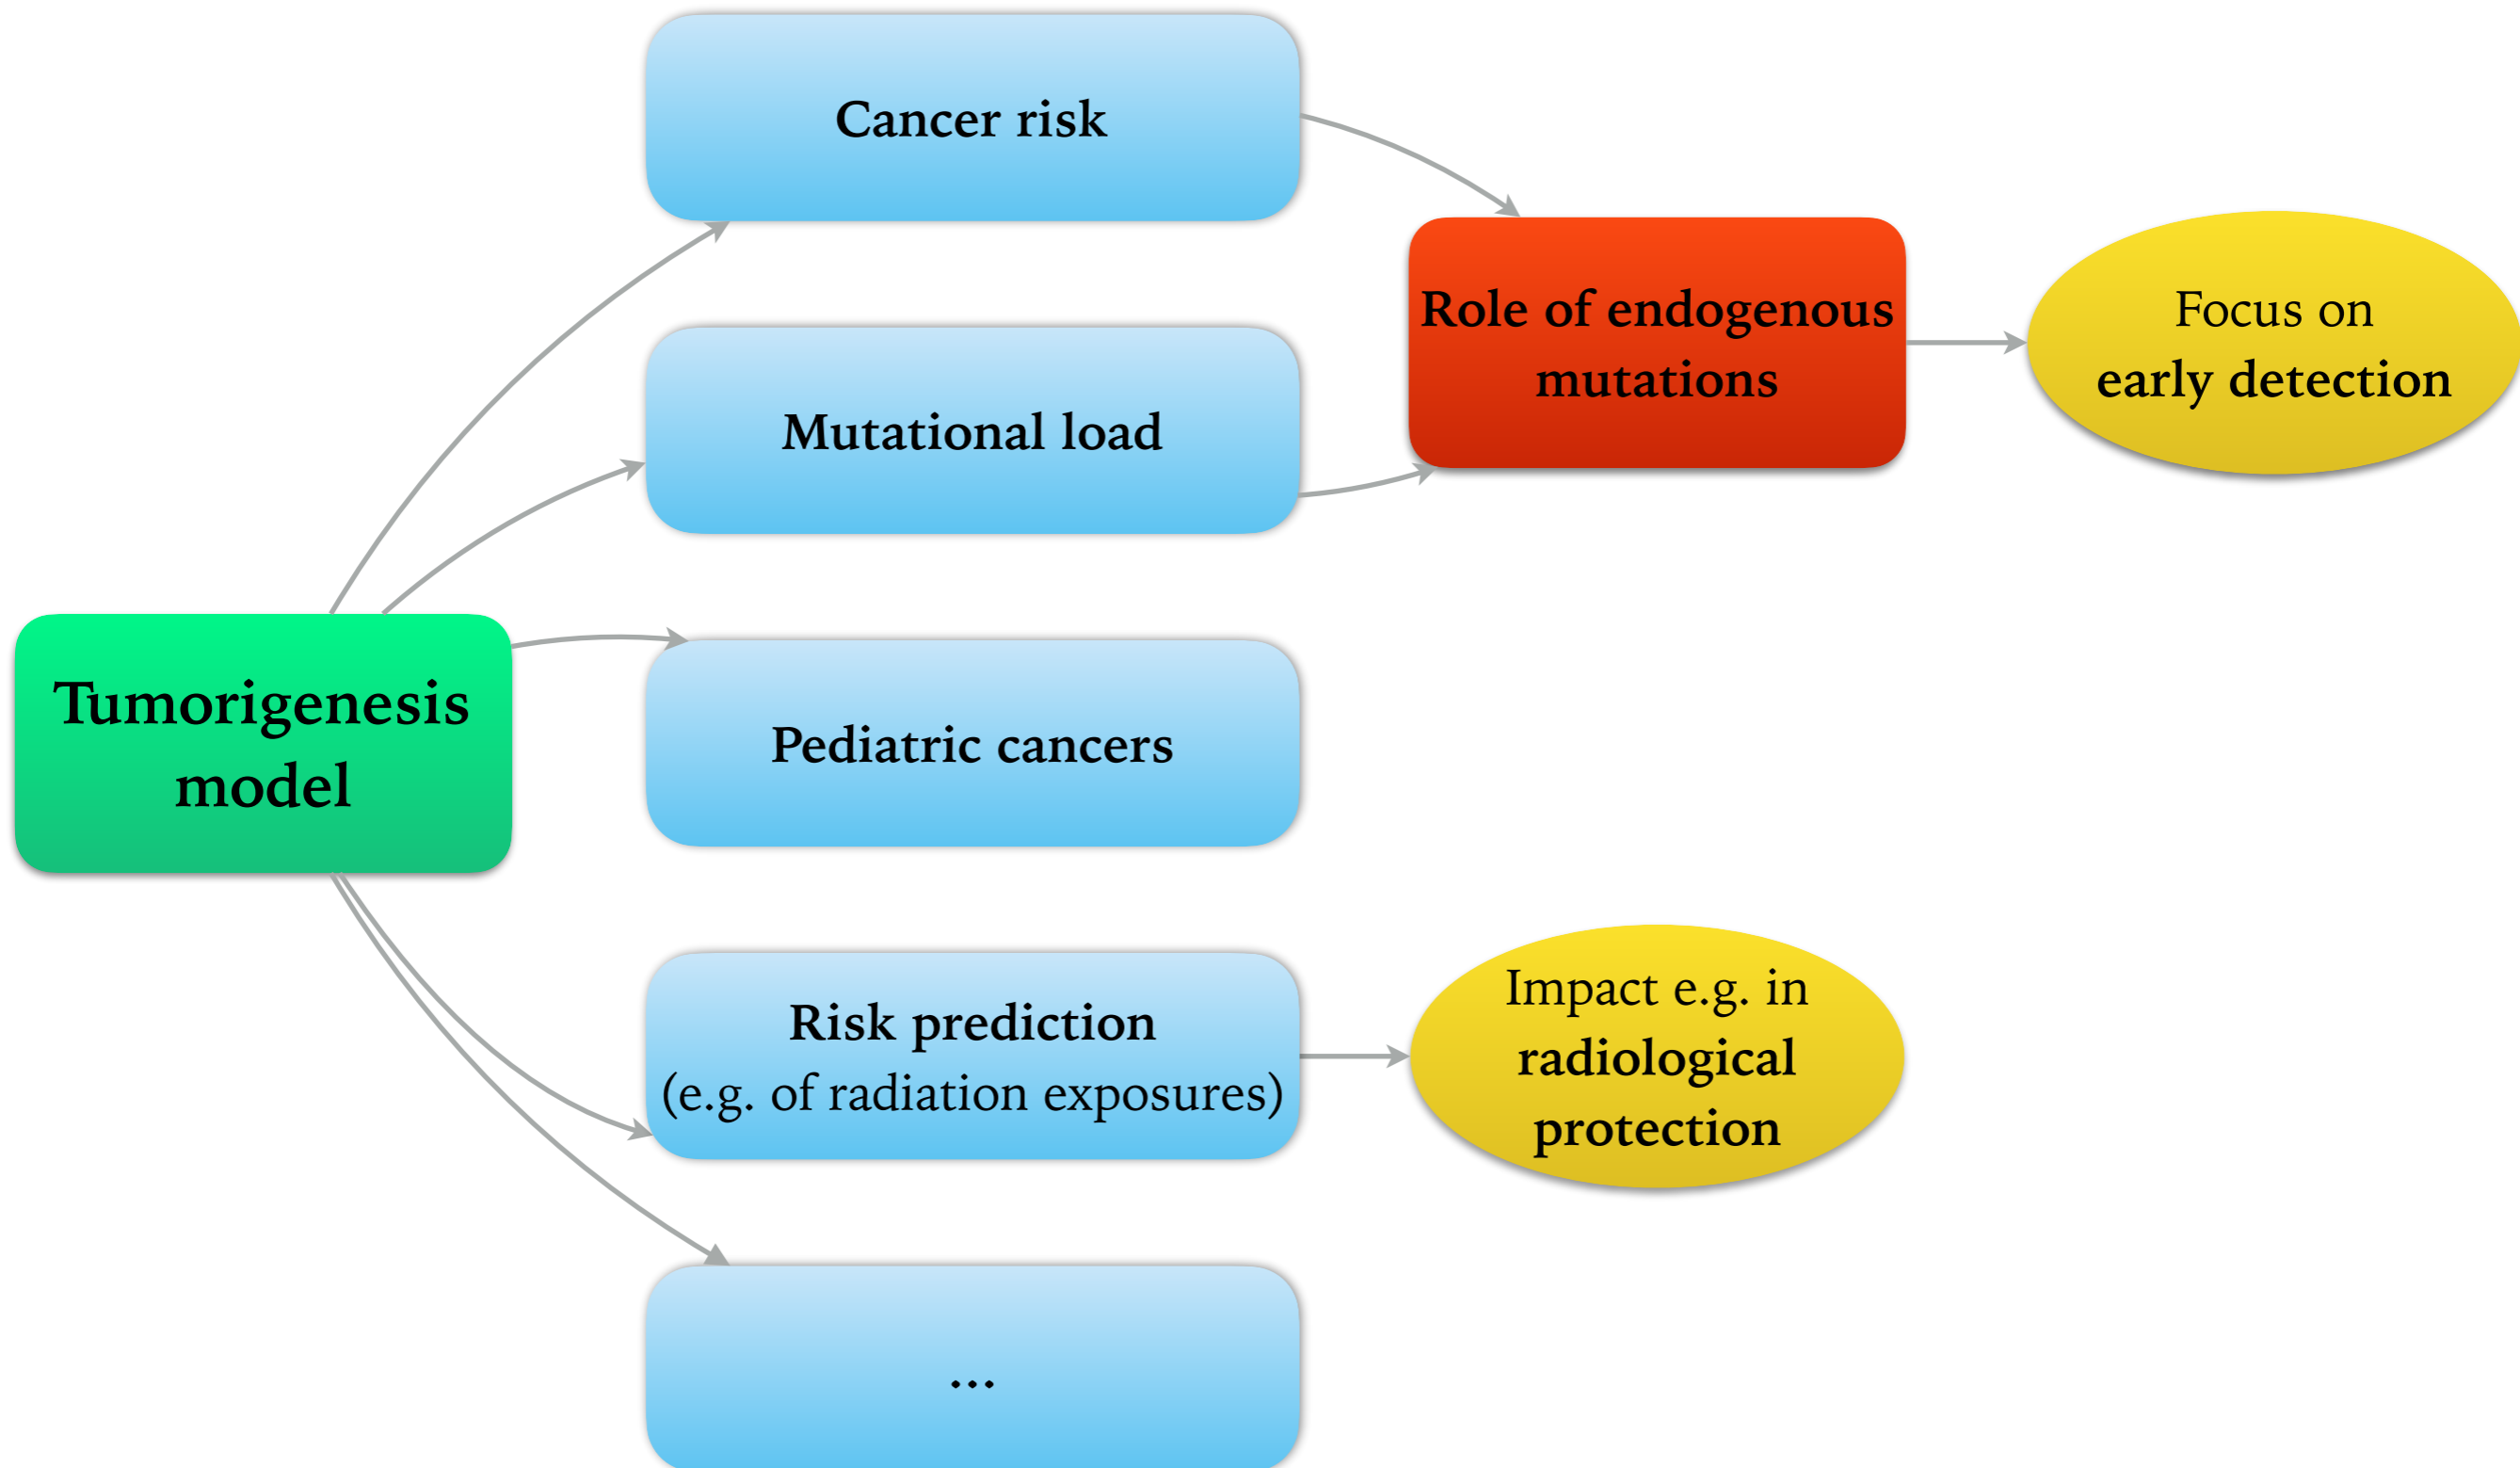 Cancer risk
Role of endogenous
mutations
Focus on
early detection
Mutational load
Tumorigenesis
model
Pediatric cancers
Risk prediction
(e.g. of radiation exposures)
Impact e.g. in
radiological
protection
...